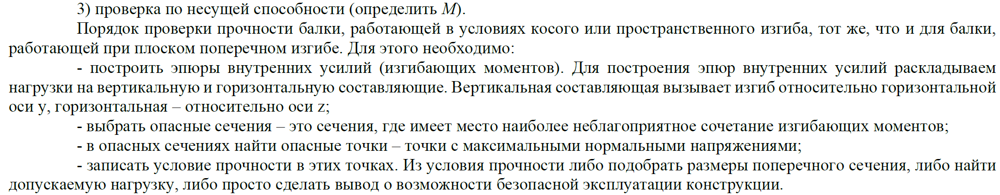 3) проверка по несущей способности (определить M).
Порядок проверки прочности балки, работающей в условиях косого или пространственного изгиба, тот же, что и для балки,
работающей при плоском поперечном изгибе. Для этого необходимо:
- построить эпюры внутренних усилий (изгибающих моментов). Для построения эпюр внутренних усилий раскладываем
нагрузки на вертикальную и горизонтальную составляющие. Вертикальная составляющая вызывает изгиб относительно горизонтальной
оси y, горизонтальная – относительно оси z;
- выбрать опасные сечения – это сечения, где имеет место наиболее неблагоприятное сочетание изгибающих моментов;
- в опасных сечениях найти опасные точки – точки с максимальными нормальными напряжениями;
- записать условие прочности в этих точках. Из условия прочности либо подобрать размеры поперечного сечения, либо найти
допускаемую нагрузку, либо просто сделать вывод о возможности безопасной эксплуатации конструкции.